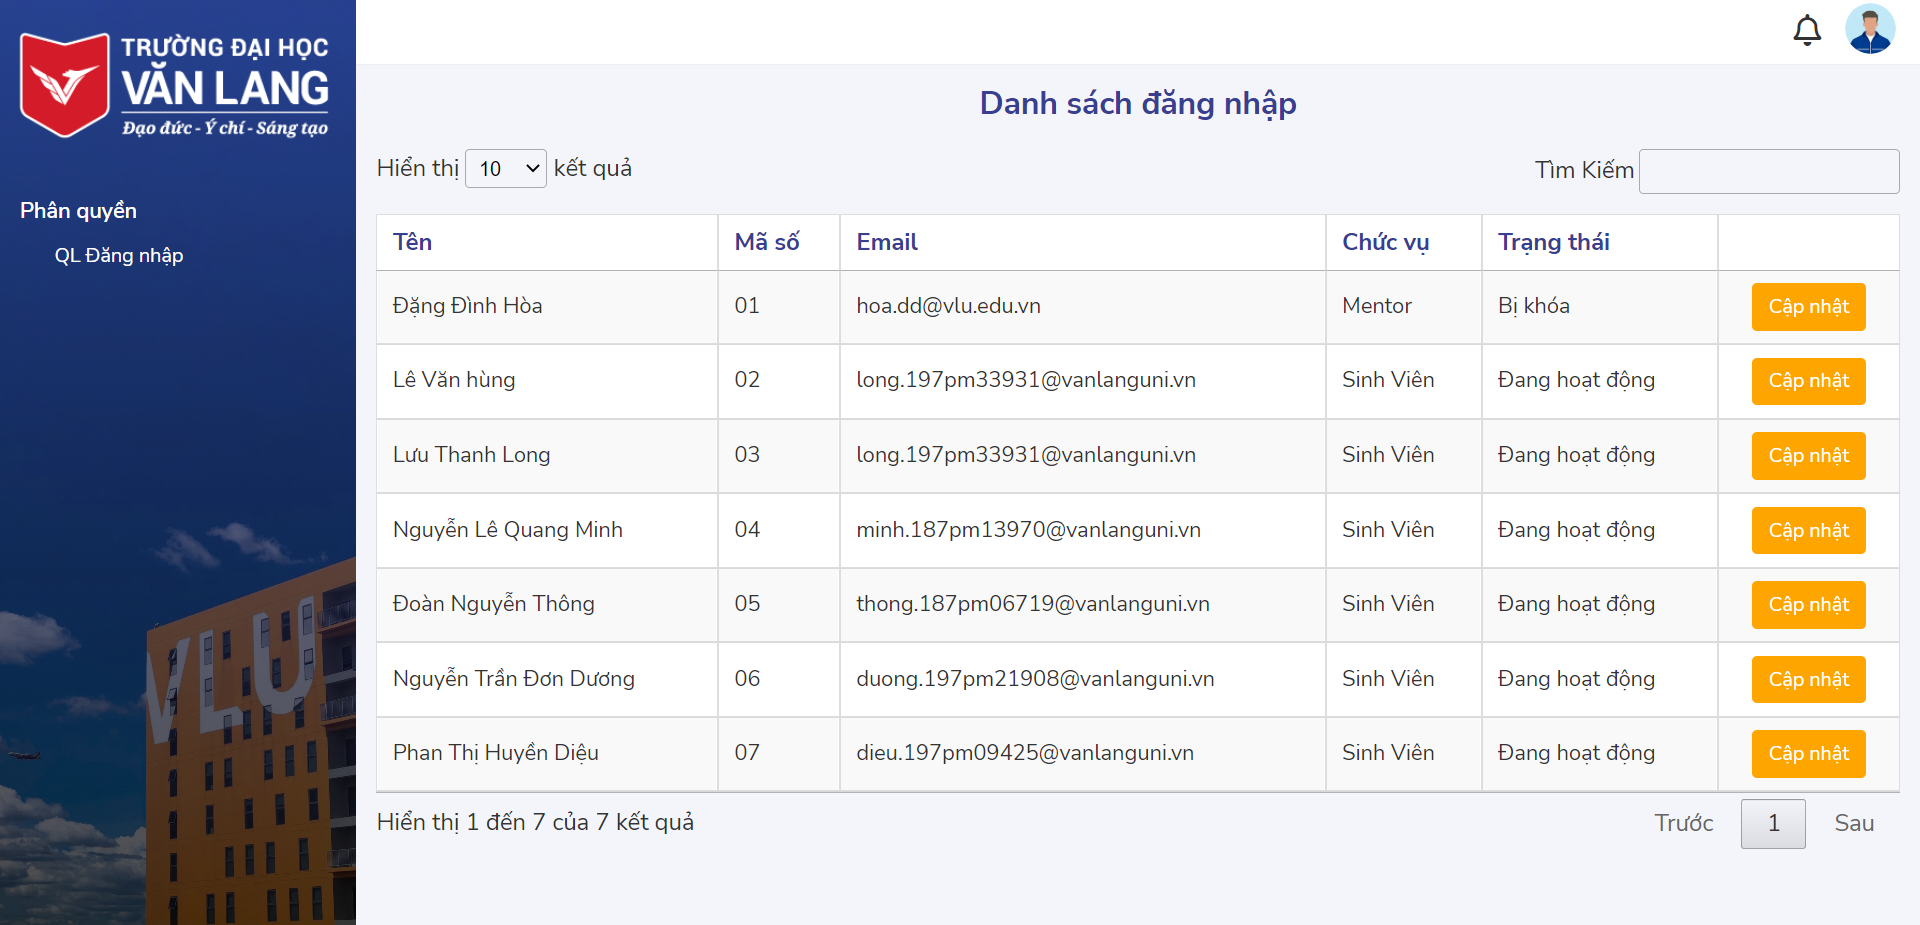 TRƯỜNG ĐẠI HỌC
VĂN LANG
Đạo đức - Ý chí - Sáng tạo
Phân quyền
QL Đăng nhập
VLU
Danh sách đăng nhập
Hiển thị 10 kết quả
Tìm Kiếm
Tên Mã số Email Chức vụ Trạng thái
Đặng Đình Hòa 01 hoa.dd@vlu.edu.vn Mentor Bị khóa Cập nhật
Lê Văn hùng 02 long.197pm33931@vanlanguni.vn Sinh Viên Đang hoạt động Cập nhật
Lưu Thanh Long 03 long.197pm33931@vanlanguni.vn Sinh Viên Đang hoạt động Cập nhật
Nguyễn Lê Quang Minh 04 minh.187pm13970@vanlanguni.vn Sinh Viên Đang hoạt động Cập nhật
Đoàn Nguyễn Thông 05 thong.187pm06719@vanlanguni.vn Sinh Viên Đang hoạt động Cập nhật
Nguyễn Trần Đơn Dương 06 duong.197pm21908@vanlanguni.vn Sinh Viên Đang hoạt động Cập nhật
Phan Thị Huyền Diệu 07 dieu.197pm09425@vanlanguni.vn Sinh Viên Đang hoạt động Cập nhật
Hiển thị 1 đến 7 của 7 kết quả
Trước 1 Sau